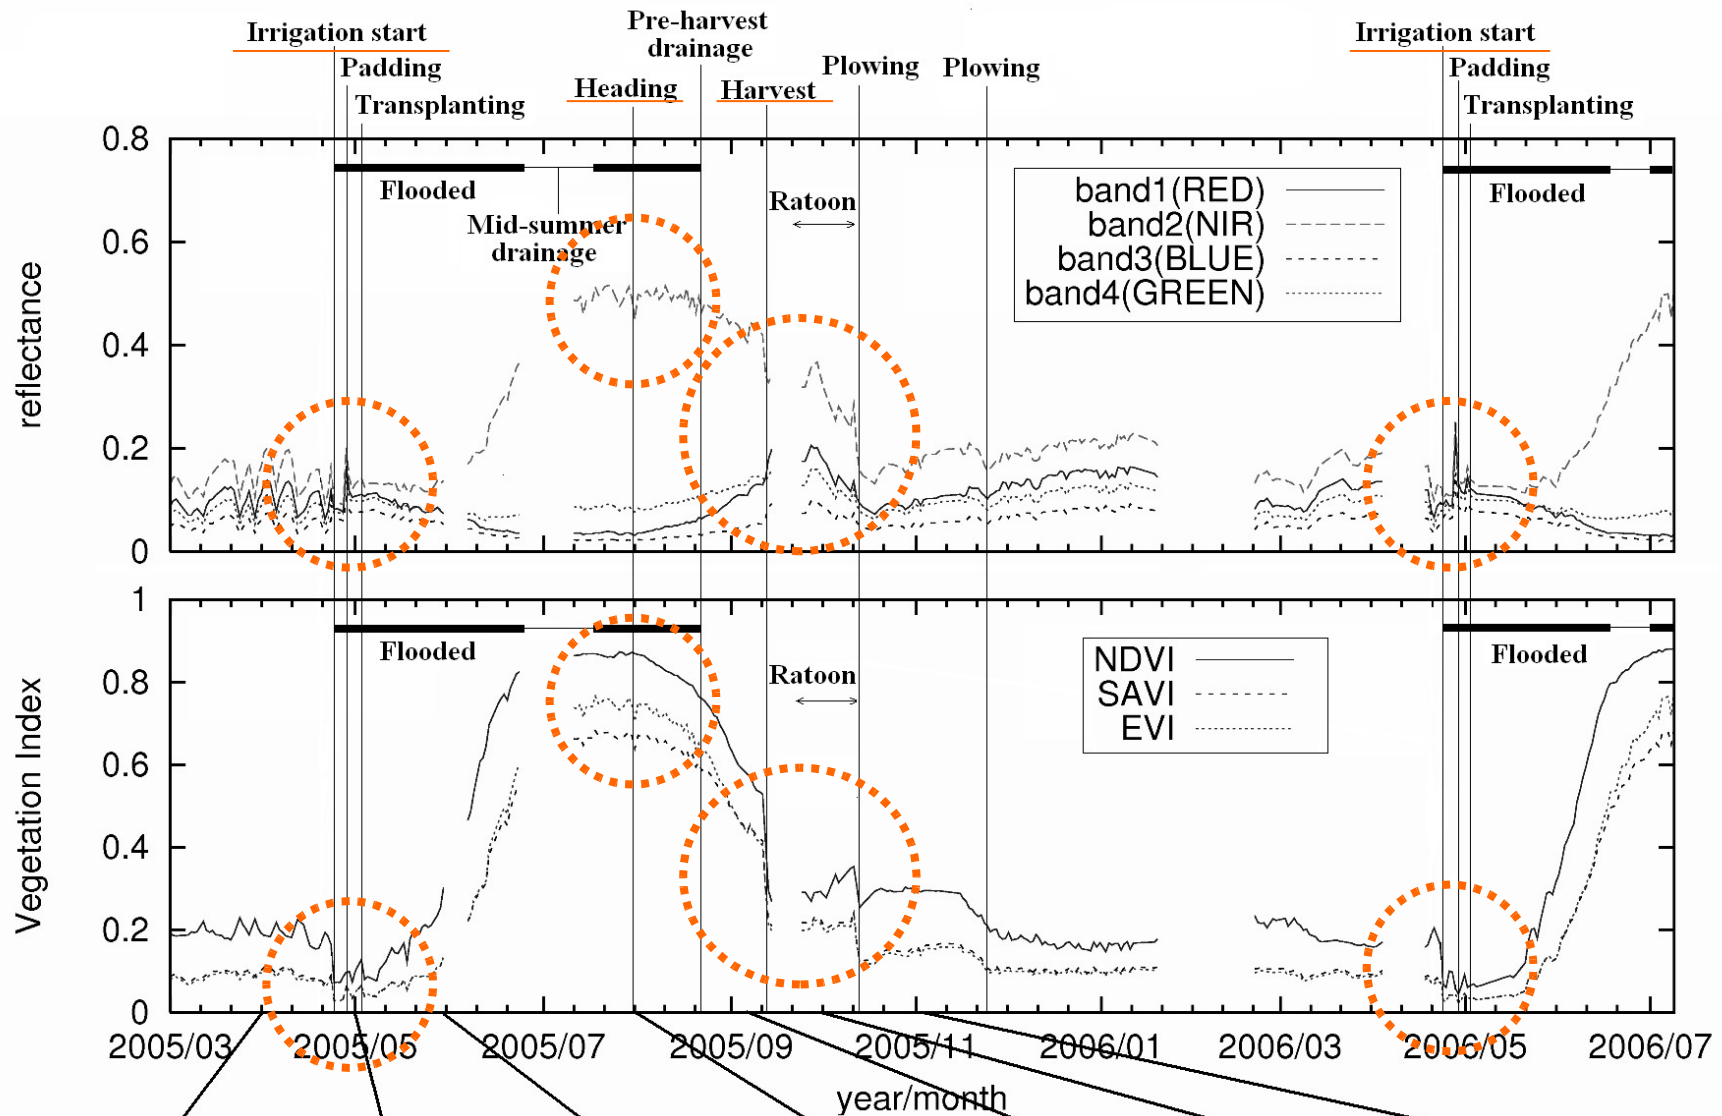 Irrigation start
Padding
Transplanting
Heading
Pre-harvest
drainage
Harvest
Plowing
Plowing
Irrigation start
Padding
Transplanting
reflectance
0.8
0.6
0.4
0.2
0
Flooded
Mid-summer
drainage
Ratoon
band1(RED)
band2(NIR)
band3(BLUE)
band4(GREEN)
Flooded
Vegetation Index
1
0.8
0.6
0.4
0.2
0
Flooded
Ratoon
NDVI
SAVI
EVI
Flooded
2005/03
2005/05
2005/07
2005/09
2005/11
2006/01
2006/03
2006/05
2006/07
year/month